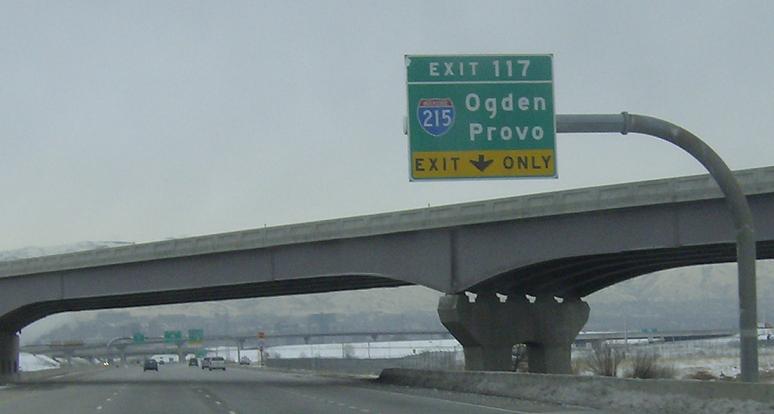 EXIT 117
215
Ogden
Provo
EXIT ONLY